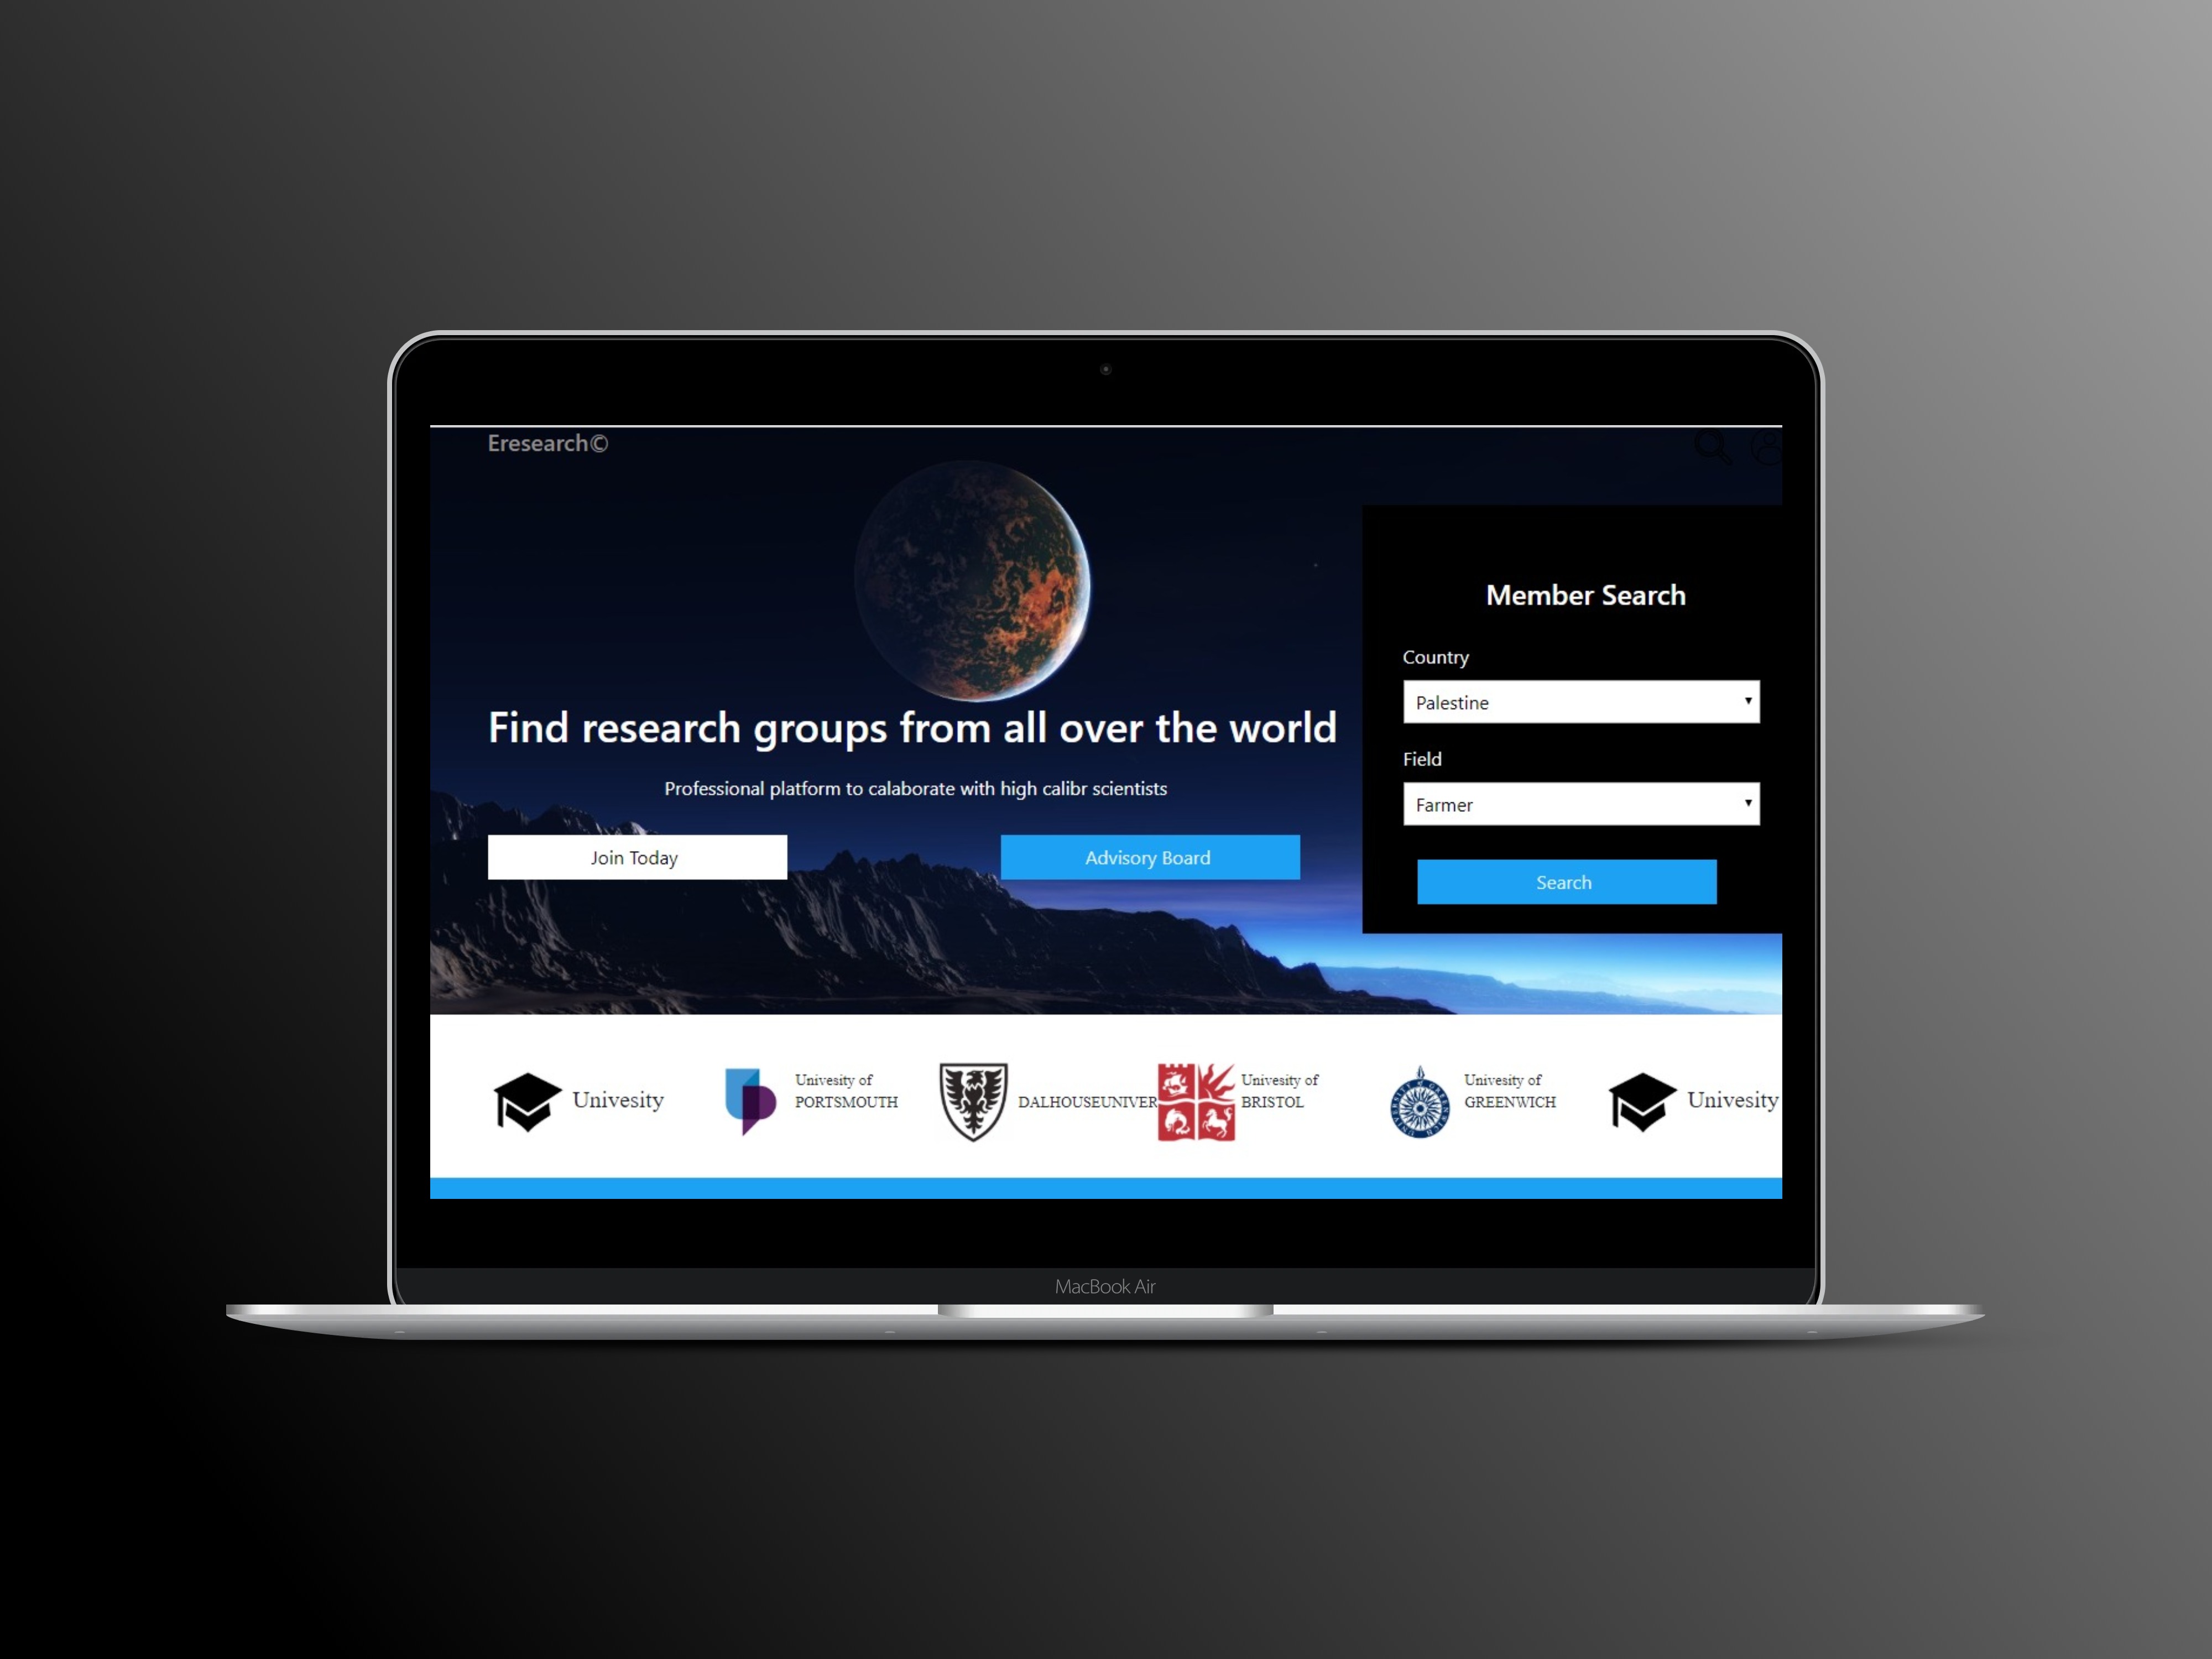 Eresearch©
Find research groups from all over the world
Professional platform to calaborate with high calibr scientists
Join Today
Advisory Board
Member Search
Country
Palestine
Field
Farmer
Search
Univesity
Univesity of
PORTSMOUTH
DALHOUSEUNIVER
Univesity of
BRISTOL
Univesity of
GREENWICH
Univesity
MacBook Air